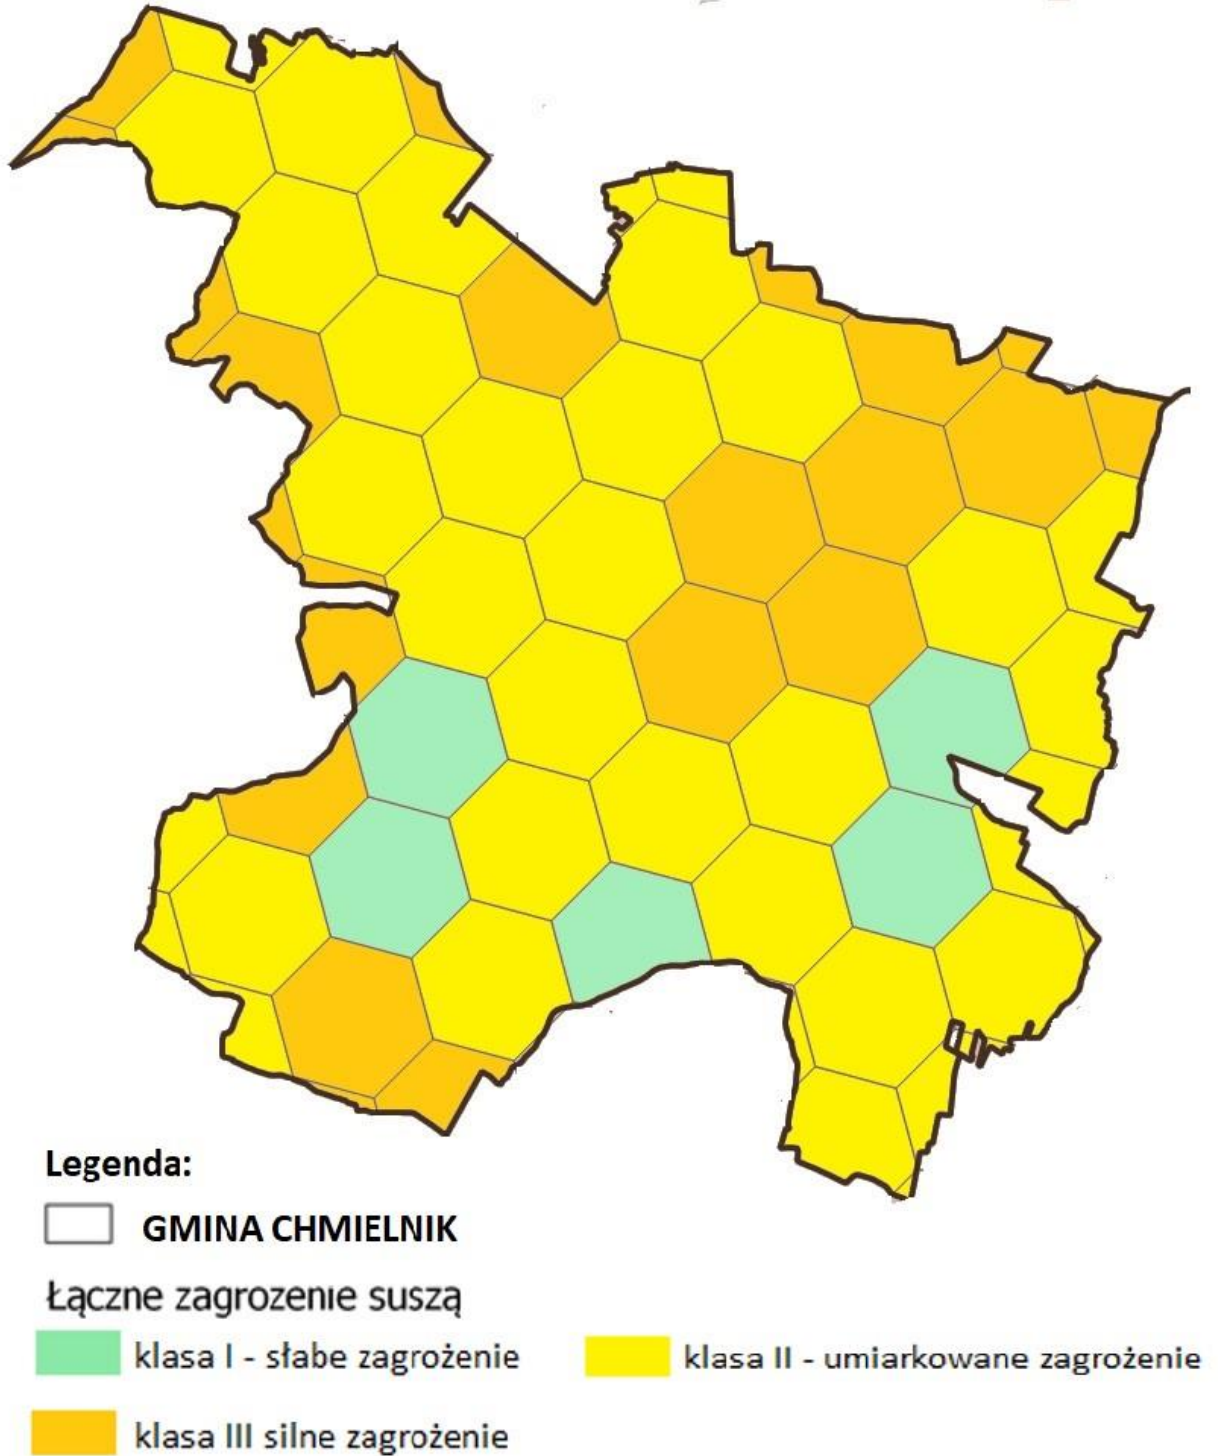 Legenda:
GMINA CHMIELNIK
Łączne zagrozenie suszą
klasa I - słabe zagrożenie
klasa II - umiarkowane zagrożenie
klasa III silne zagrożenie